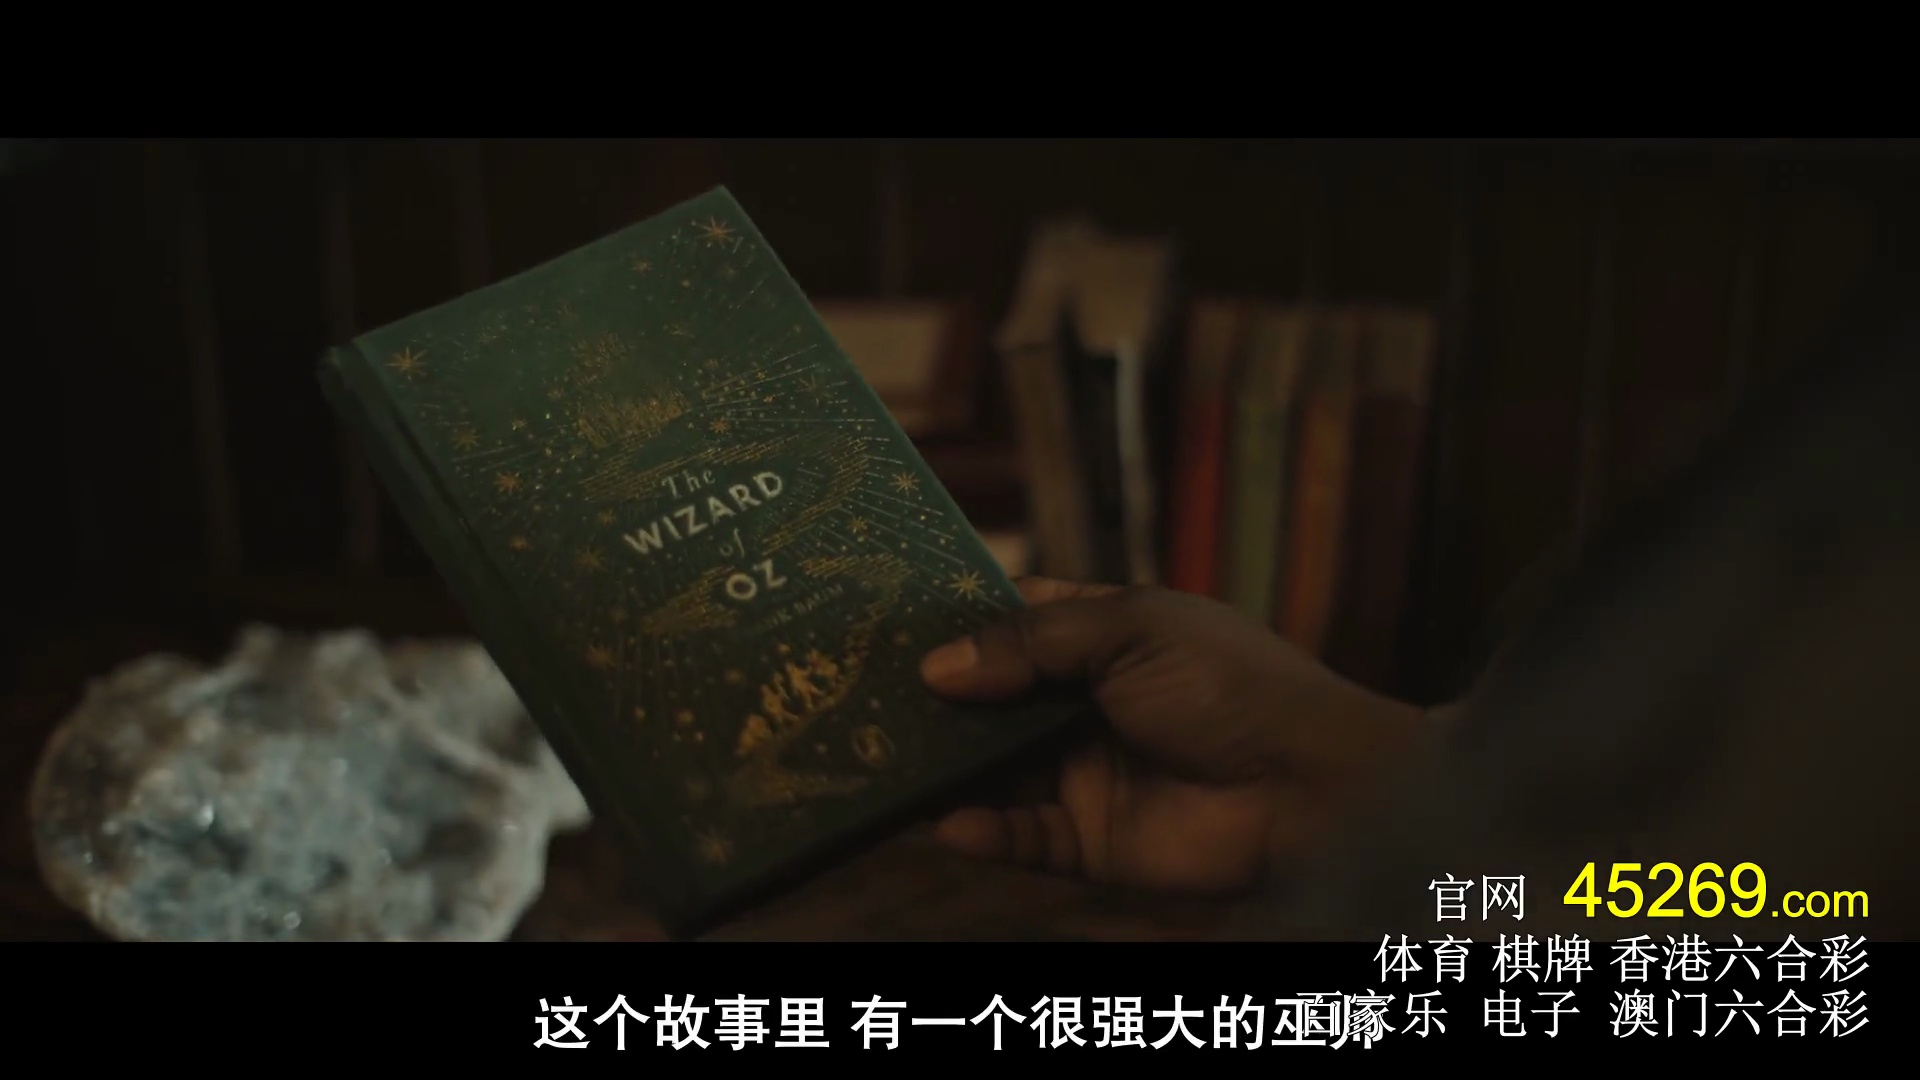 The
WIZARD
of
OZ
官网 45269.com
体育 棋牌 香港六合彩
百家乐 电子 澳门六合彩
这个故事里 有一个很强大的巫师